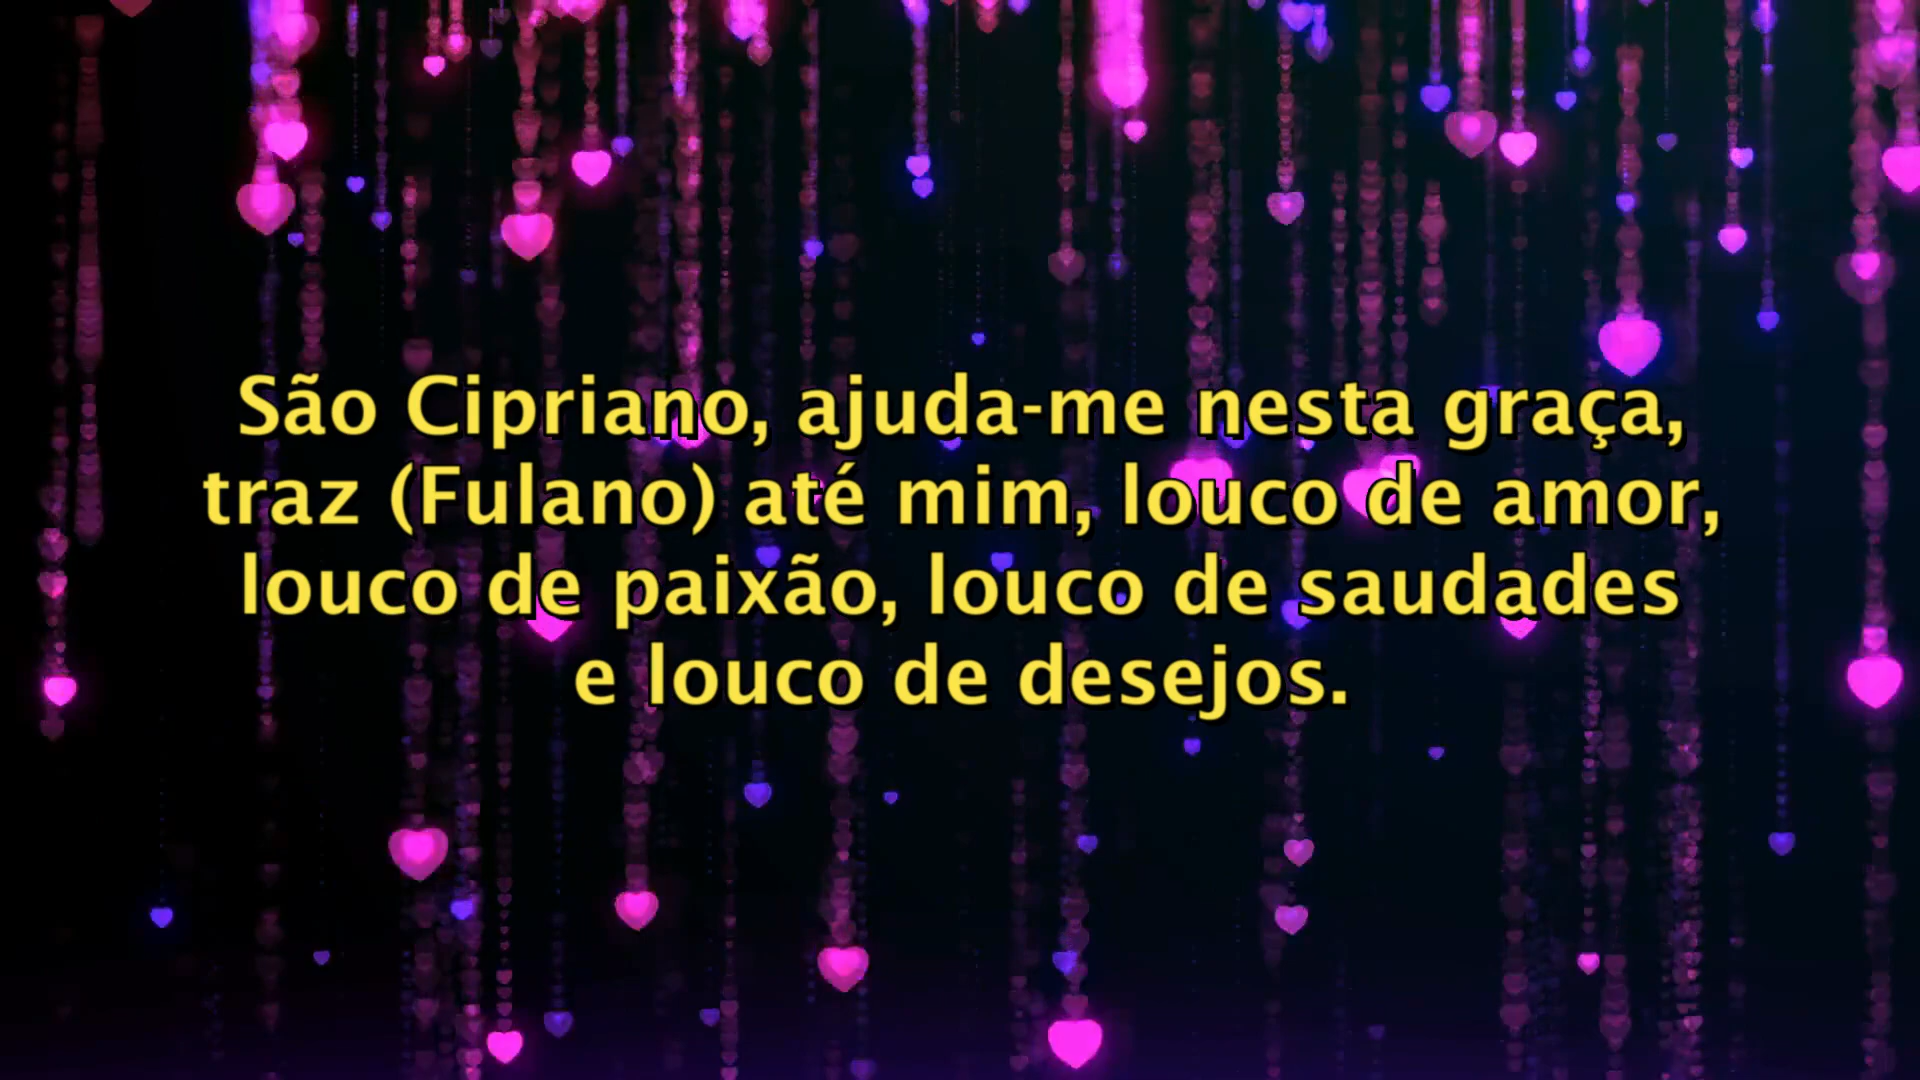 São Cipriano, ajuda-me nesta graça,
traz (Fulano) até mim, louco de amor,
louco de paixão, louco de saudades
e louco de desejos.